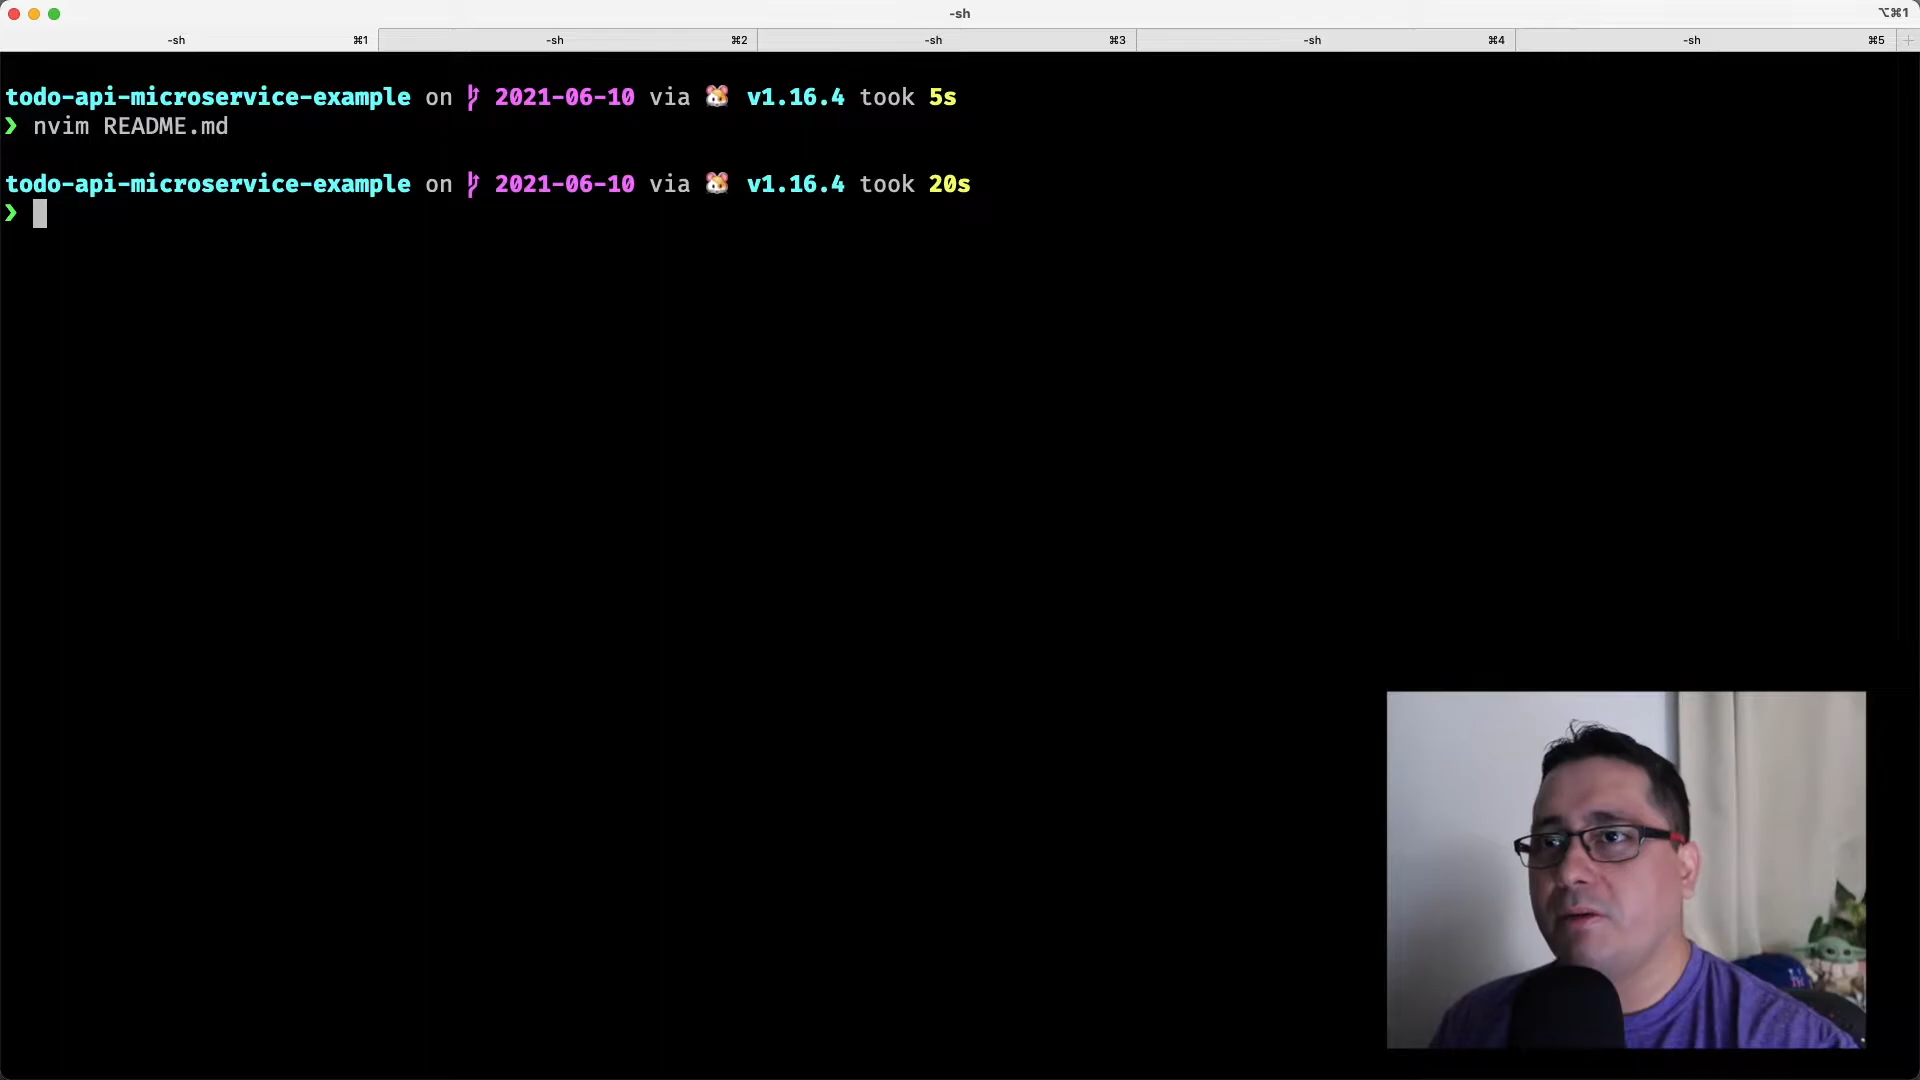 -sh
⌥⌘1
-sh ⌘1 -sh ⌘2 -sh ⌘3 -sh ⌘4 -sh ⌘5
todo-api-microservice-example on 2021-06-10 via 🐹 v1.16.4 took 5s
❯ nvim README.md
todo-api-microservice-example on 2021-06-10 via 🐹 v1.16.4 took 20s
❯